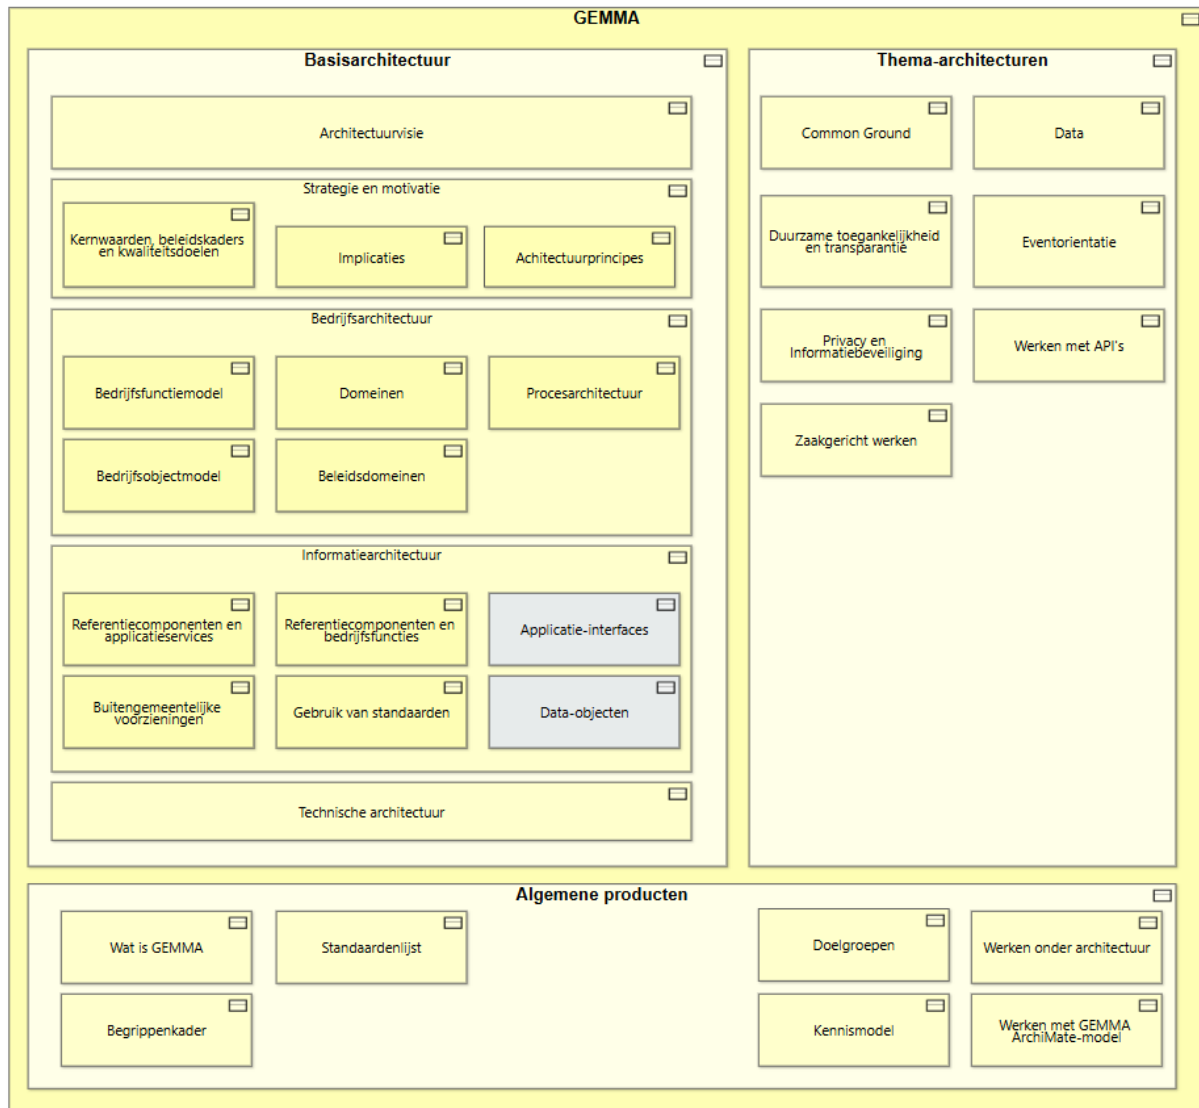 GEMMA
Basisarchitectuur
Architectuurvisie
Strategie en motivatie
Kernwaarden, beleidskaders
en kwaliteitsdoelen
Implicaties
Achitectuurprincipes
Bedrijfsarchitectuur
Bedrijfsfunctiemodel
Domeinen
Procesarchitectuur
Bedrijfsobjectmodel
Beleidsdomeinen
Informatiearchitectuur
Referentiecomponenten en
applicatieservices
Referentiecomponenten en
bedrijfsfuncties
Applicatie-interfaces
Buitengemeentelijke
voorzieningen
Gebruik van standaarden
Data-objecten
Technische architectuur
Thema-architecturen
Common Ground
Data
Duurzame toegankelijkheid
en transparantie
Eventorientatie
Privacy en
Informatiebeveiliging
Werken met API's
Zaakgericht werken
Algemene producten
Wat is GEMMA
Standaardenlijst
Doelgroepen
Werken onder architectuur
Begrippenkader
Kennismodel
Werken met GEMMA
ArchiMate-model